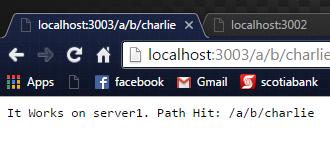 localhost:3003/a/b/charlie
localhost:3002
localhost:3003/a/b/charlie
Apps facebook Gmail scotiabank
It Works on server1. Path Hit: /a/b/charlie